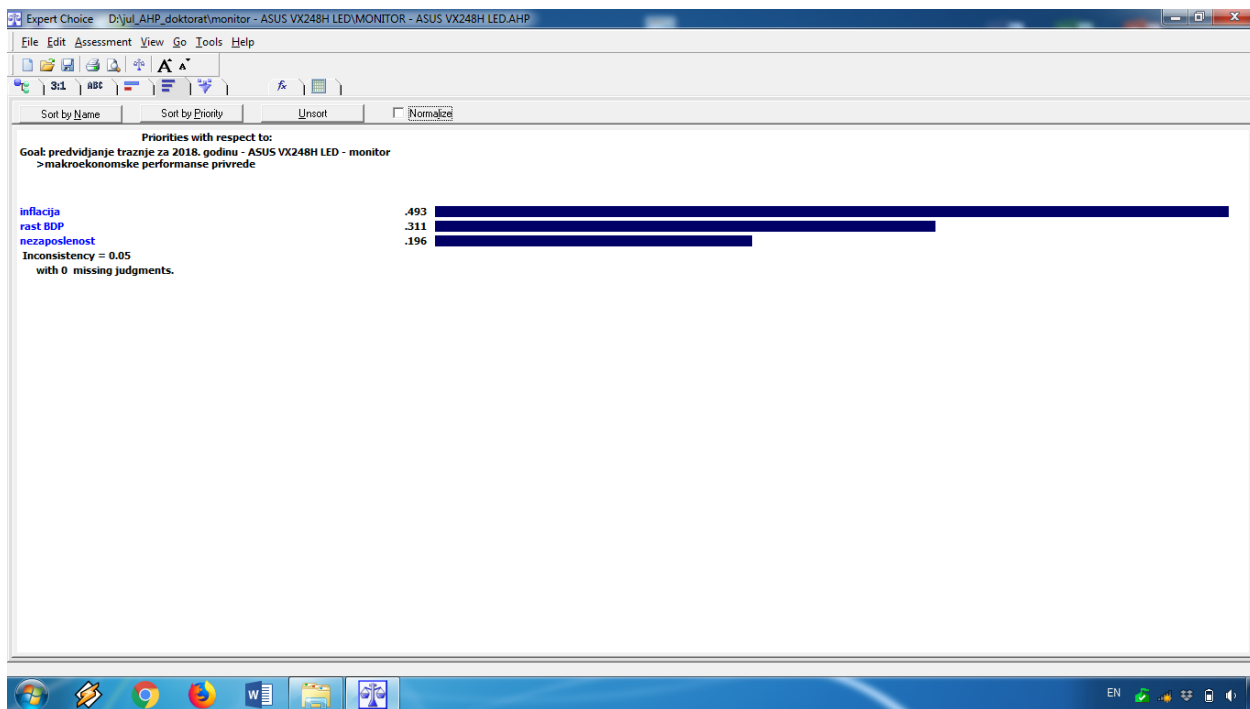 Expert Choice D:\jul_AHP_doktorat\monitor - ASUS VX248H LED\MONITOR - ASUS VX248H LED.AHP
File Edit Assessment View Go Tools Help
A A
3:1 ABC fx
Sort by Name Sort by Priority Unsort Normalize
Priorities with respect to:
Goal: predvidjanje traznje za 2018. godinu - ASUS VX248H LED - monitor
>makroekonomske performanse privrede
inflacija .493
rast BDP .311
nezaposlenost .196
Inconsistency = 0.05
with 0 missing judgments.
W EN